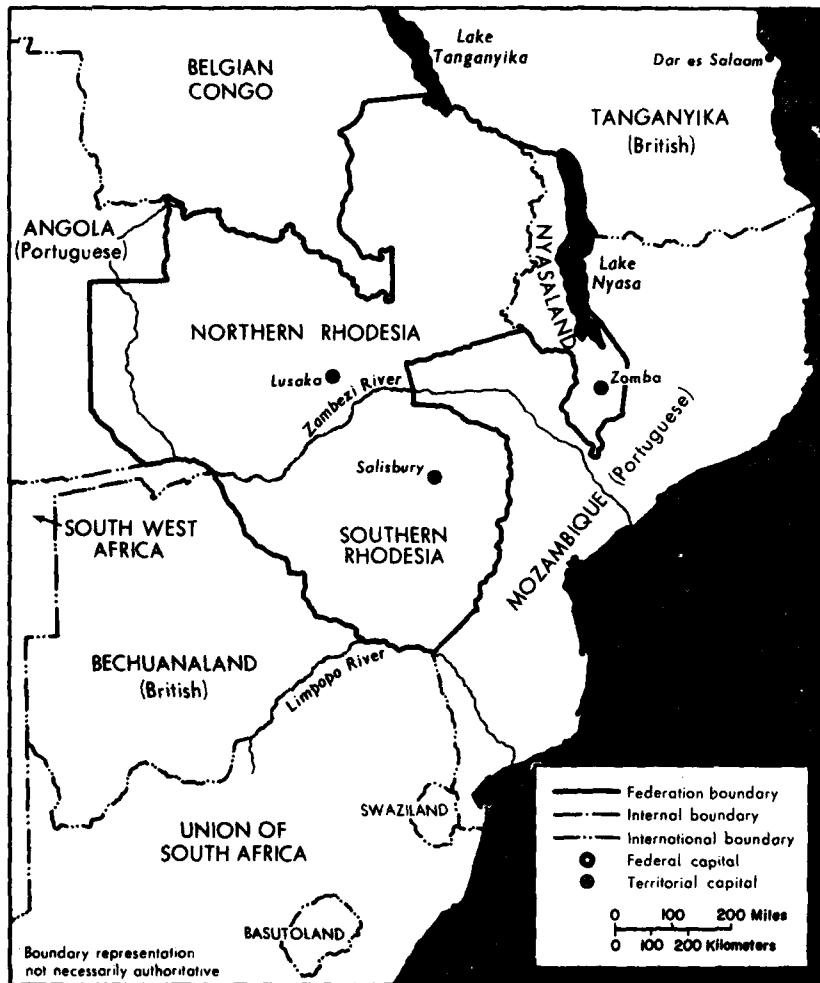 Lake
Tanganyika
Dar es Salaam
BELGIAN
CONGO
TANGANYIKA
(British)
ANGOLA
(Portuguese)
NYASALAND
Lake
Nyasa
NORTHERN RHODESIA
Lusaka
Zambezi River
Zomba
Salisbury
MOZAMBIQUE (Portuguese)
SOUTH WEST
AFRICA
SOUTHERN
RHODESIA
BECHUANALAND
(British)
Limpopo River
SWAZILAND
UNION OF
SOUTH AFRICA
BASUTOLAND
Federation boundary
Internal boundary
International boundary
Federal capital
Territorial capital
0 100 200 Miles
0 100 200 Kilometers
Boundary representation
not necessarily authoritative